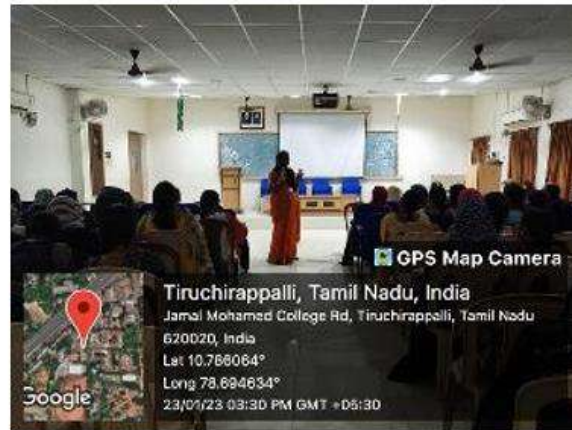 GPS Map Camera
Tiruchirappalli, Tamil Nadu, India
Jamal Mohamed College Rd, Tiruchirappalli, Tamil Nadu
620020, India
Lat 10.786064°
Long 78.694634°
23/01/23 03:30 PM GMT +05:30
Google